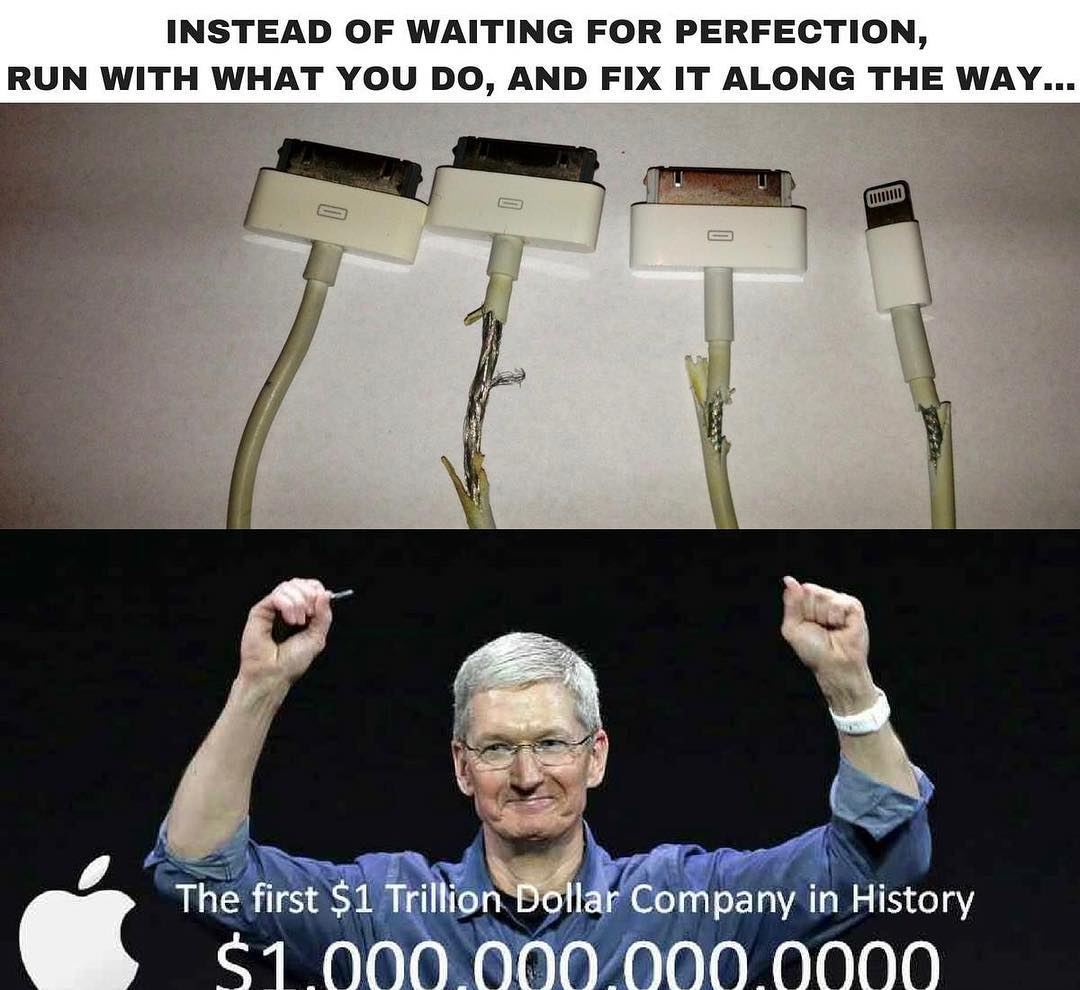 INSTEAD OF WAITING FOR PERFECTION,
RUN WITH WHAT YOU DO, AND FIX IT ALONG THE WAY...
The first $1 Trillion Dollar Company in History
$1,000,000,000,0000